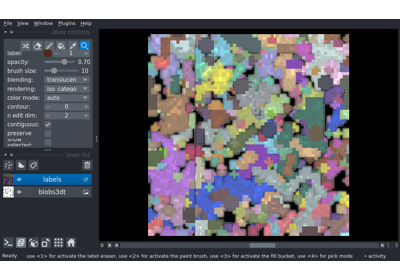 File View Window Plugins Help
layer controls
label: 1
opacity: 0.70
brush size: 10
blending: translucen
rendering: iso_catego
color mode: auto
contour: 0
n edit dim: 2
contiguous:
preserve
show
selected:
layer list
labels
blobs3dt
Ready use <1> for activate the label eraser, use <2> for activate the paint brush, use <3> for activate the fill bucket, use <4> for pick mode activity